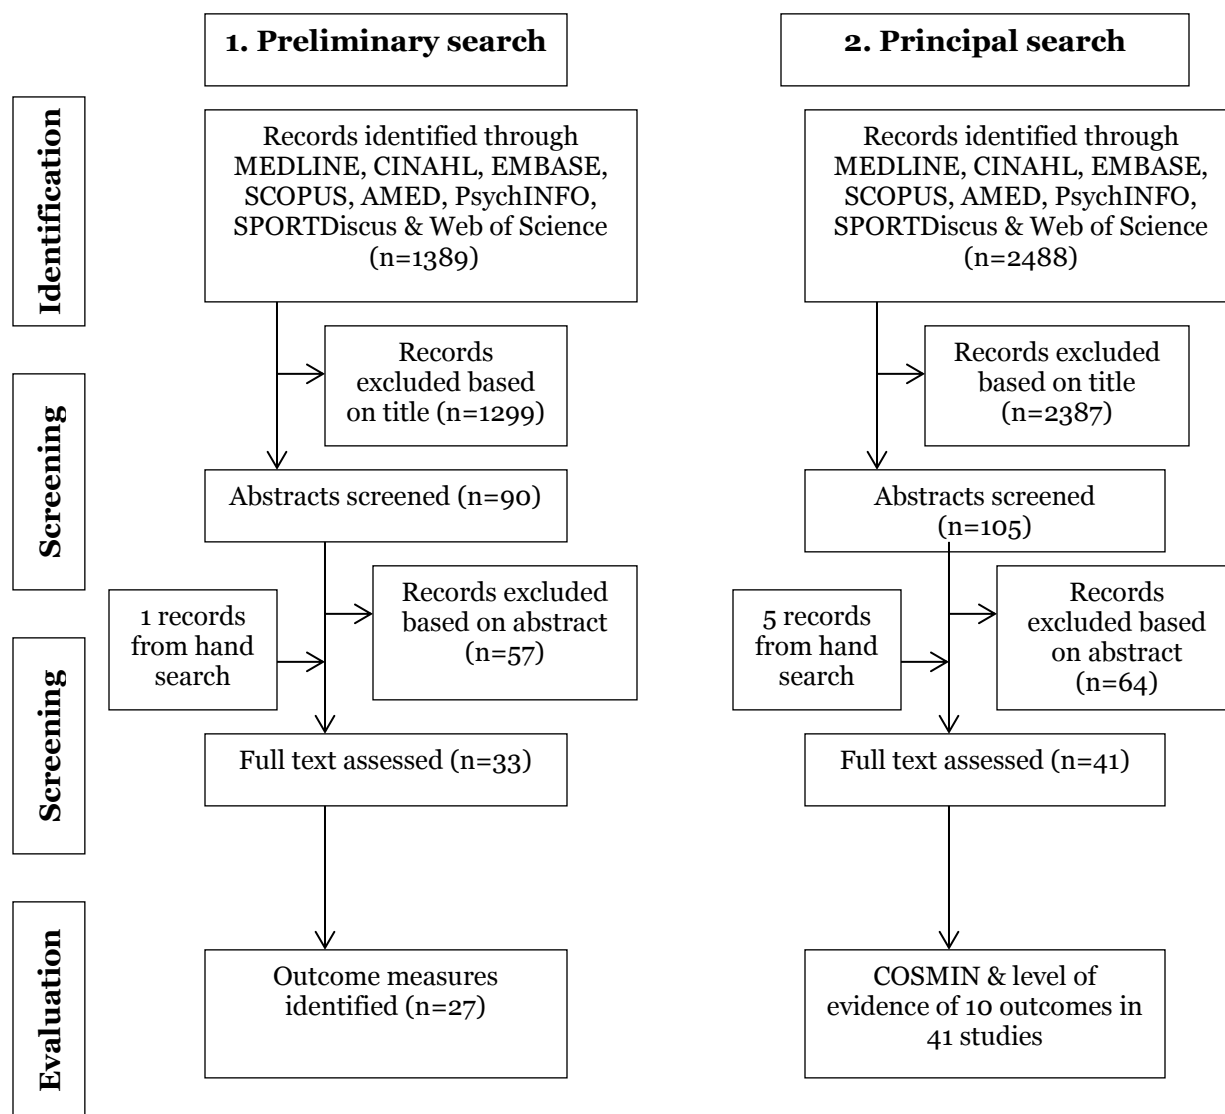 1. Preliminary search
2. Principal search
Identification
Records identified through
MEDLINE, CINAHL, EMBASE,
SCOPUS, AMED, PsychINFO,
SPORTDiscus & Web of Science
(n=1389)
Records identified through
MEDLINE, CINAHL, EMBASE,
SCOPUS, AMED, PsychINFO,
SPORTDiscus & Web of Science
(n=2488)
Records
excluded based
on title (n=1299)
Records excluded
based on title
(n=2387)
Screening
Abstracts screened (n=90)
Abstracts screened
(n=105)
1 records
from hand
search
Records excluded
based on abstract
(n=57)
5 records
from hand
search
Records
excluded based
on abstract
(n=64)
Screening
Full text assessed (n=33)
Full text assessed (n=41)
Evaluation
Outcome measures
identified (n=27)
COSMIN & level of
evidence of 10 outcomes in
41 studies